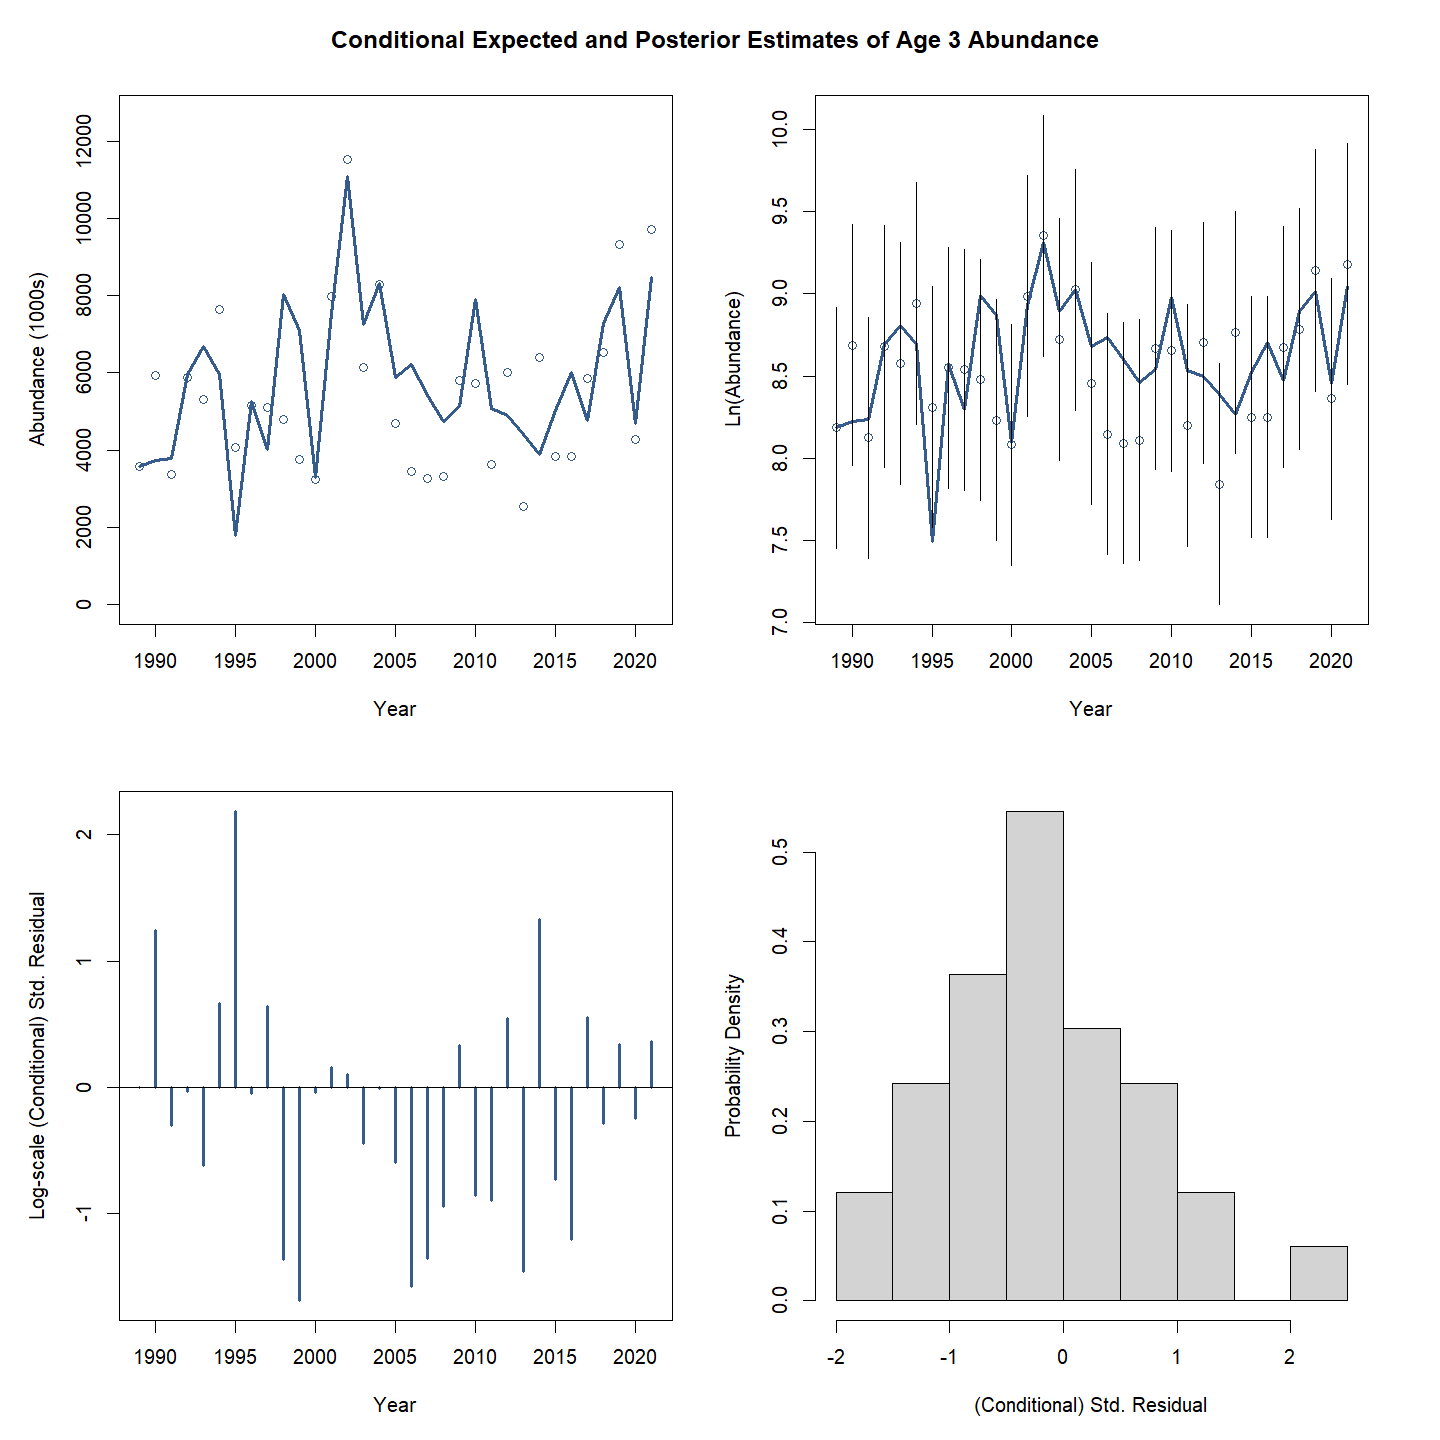 Conditional Expected and Posterior Estimates of Age 3 Abundance
Abundance (1000s)
12000
10000
8000
6000
4000
2000
0
1990 1995 2000 2005 2010 2015 2020
Year
Ln(Abundance)
10.0
9.5
9.0
8.5
8.0
7.5
7.0
1990 1995 2000 2005 2010 2015 2020
Year
Log-scale (Conditional) Std. Residual
2
1
0
-1
1990 1995 2000 2005 2010 2015 2020
Year
Probability Density
0.5
0.4
0.3
0.2
0.1
0.0
-2 -1 0 1 2
(Conditional) Std. Residual